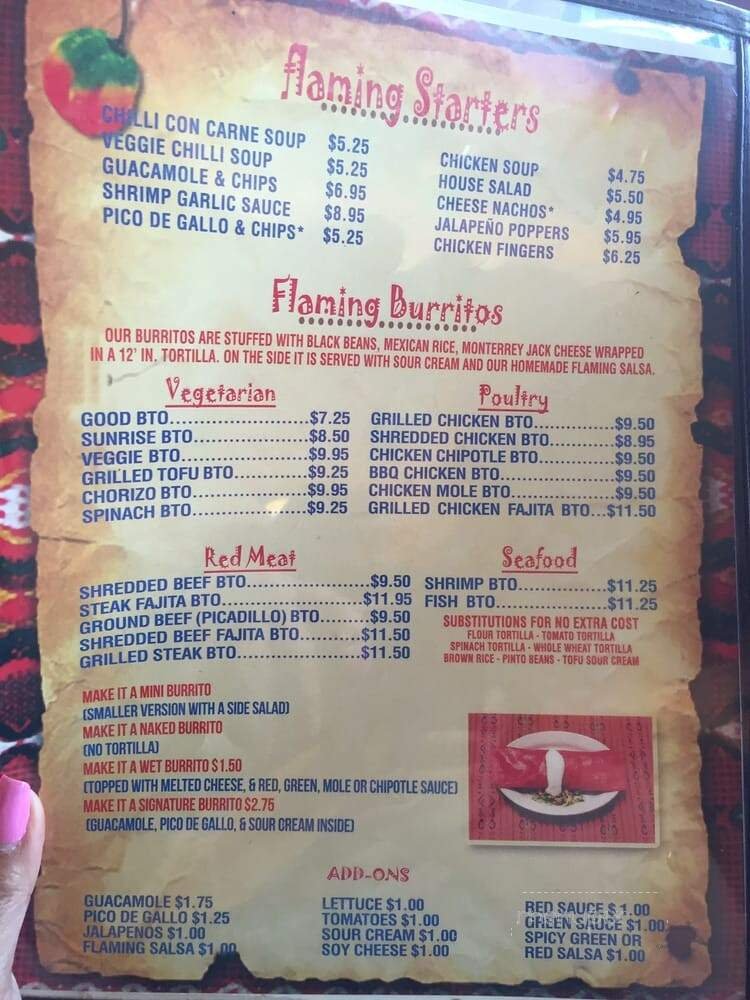 Flaming Starters
CHILLI CON CARNE SOUP $5.25
VEGGIE CHILLI SOUP $5.25
GUACAMOLE & CHIPS $6.95
SHRIMP GARLIC SAUCE $8.95
PICO DE GALLO & CHIPS* $5.25
CHICKEN SOUP $4.75
HOUSE SALAD $5.50
CHEESE NACHOS* $4.95
JALAPEÑO POPPERS $5.95
CHICKEN FINGERS $6.25
Flaming Burritos
OUR BURRITOS ARE STUFFED WITH BLACK BEANS, MEXICAN RICE, MONTERREY JACK CHEESE WRAPPED
IN A 12' IN. TORTILLA. ON THE SIDE IT IS SERVED WITH SOUR CREAM AND OUR HOMEMADE FLAMING SALSA.
Vegetarian
GOOD BTO..........................$7.25
SUNRISE BTO.....................$8.50
VEGGIE BTO.......................$9.95
GRILLED TOFU BTO.............$9.25
CHORIZO BTO.....................$9.95
SPINACH BTO.....................$9.25
Poultry
GRILLED CHICKEN BTO...............$9.50
SHREDDED CHICKEN BTO............$8.95
CHICKEN CHIPOTLE BTO..............$9.50
BBQ CHICKEN BTO.....................$9.50
CHICKEN MOLE BTO...................$9.50
GRILLED CHICKEN FAJITA BTO...$11.50
Red Meat
SHREDDED BEEF BTO......................$9.50
STEAK FAJITA BTO.........................$11.95
GROUND BEEF (PICADILLO) BTO.........$9.50
SHREDDED BEEF FAJITA BTO...........$11.50
GRILLED STEAK BTO......................$11.50
Seafood
SHRIMP BTO................$11.25
FISH BTO....................$11.25
SUBSTITUTIONS FOR NO EXTRA COST
FLOUR TORTILLA - TOMATO TORTILLA
SPINACH TORTILLA - WHOLE WHEAT TORTILLA
BROWN RICE - PINTO BEANS - TOFU SOUR CREAM
MAKE IT A MINI BURRITO
(SMALLER VERSION WITH A SIDE SALAD)
MAKE IT A NAKED BURRITO
(NO TORTILLA)
MAKE IT A WET BURRITO $1.50
(TOPPED WITH MELTED CHEESE, & RED, GREEN, MOLE OR CHIPOTLE SAUCE)
MAKE IT A SIGNATURE BURRITO $2.75
(GUACAMOLE, PICO DE GALLO, & SOUR CREAM INSIDE)
ADD-ONS
GUACAMOLE $1.75
PICO DE GALLO $1.25
JALAPENOS $1.00
FLAMING SALSA $1.00
LETTUCE $1.00
TOMATOES $1.00
SOUR CREAM $1.00
SOY CHEESE $1.00
RED SAUCE $1.00
GREEN SAUCE $1.00
SPICY GREEN OR
RED SALSA $1.00